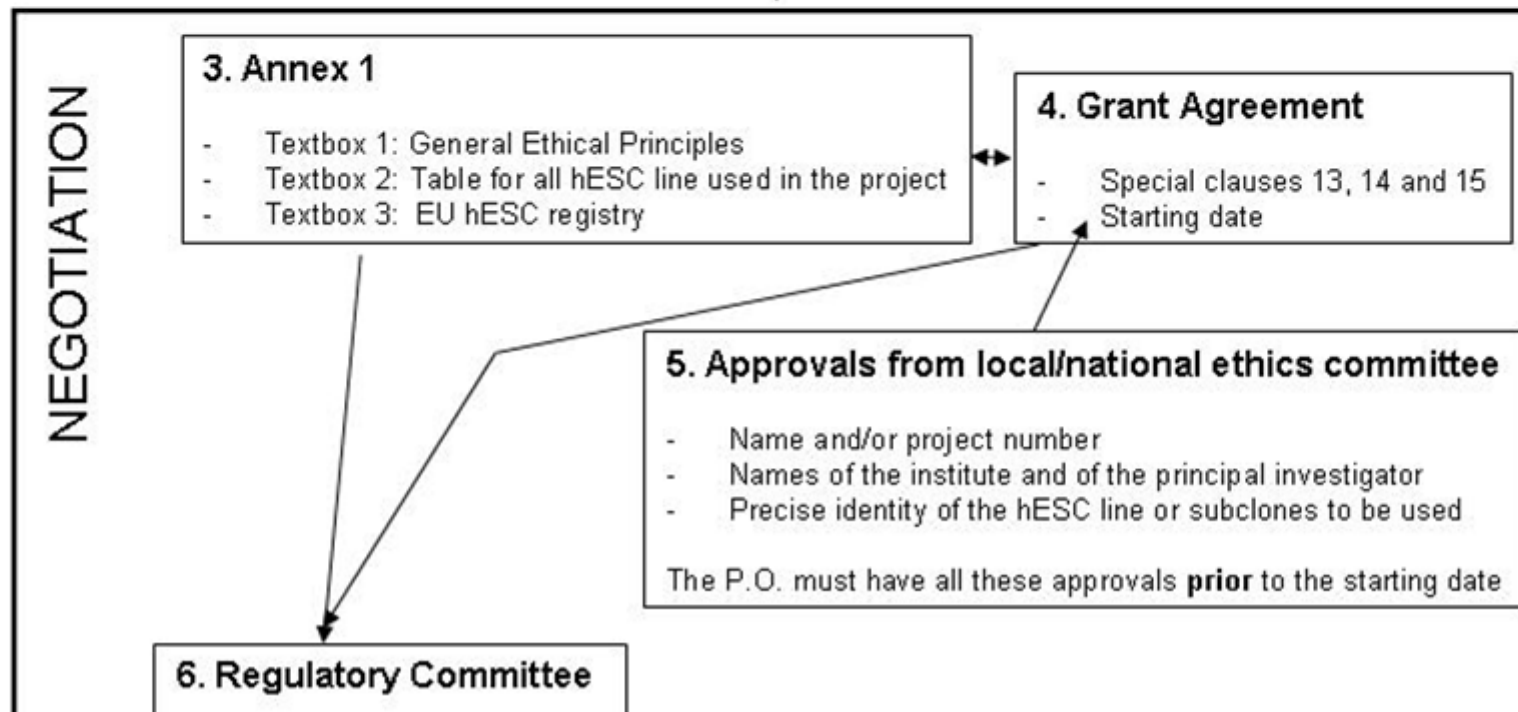 NEGOTIATION
3. Annex 1
- Textbox 1: General Ethical Principles
- Textbox 2: Table for all hESC line used in the project
- Textbox 3: EU hESC registry
4. Grant Agreement
- Special clauses 13, 14 and 15
- Starting date
5. Approvals from local/national ethics committee
- Name and/or project number
- Names of the institute and of the principal investigator
- Precise identity of the hESC line or subclones to be used
The P.O. must have all these approvals prior to the starting date
6. Regulatory Committee